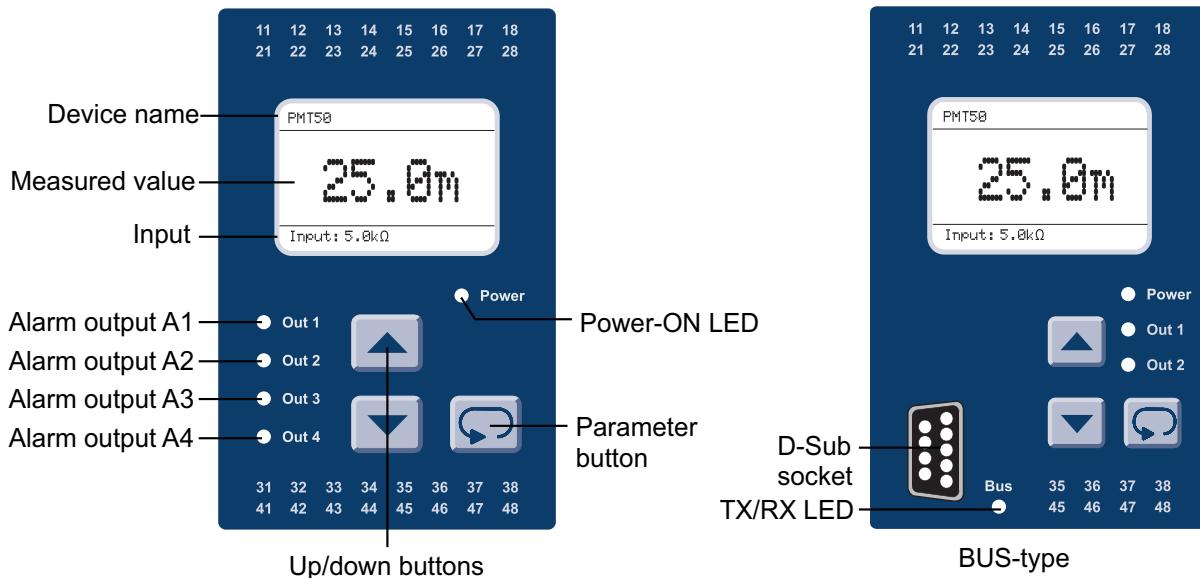 11 12 13 14 15 16 17 18
21 22 23 24 25 26 27 28
Device name
PMT50
Measured value
25.0m
Input
Input: 5.0kΩ
Power
Power-ON LED
Alarm output A1
Out 1
Alarm output A2
Out 2
Alarm output A3
Out 3
Alarm output A4
Out 4
Parameter
button
31 32 33 34 35 36 37 38
41 42 43 44 45 46 47 48
Up/down buttons
11 12 13 14 15 16 17 18
21 22 23 24 25 26 27 28
PMT50
25.0m
Input: 5.0kΩ
Power
Out 1
Out 2
D-Sub
socket
Bus
TX/RX LED
35 36 37 38
45 46 47 48
BUS-type